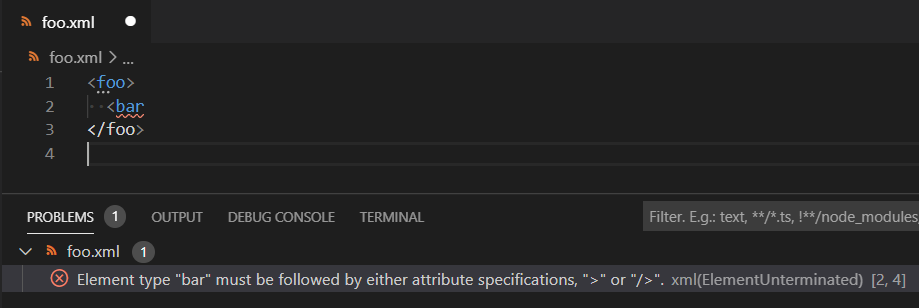 foo.xml
foo.xml > ...
1 <foo>
2 <bar
3 </foo>
4
PROBLEMS 1 OUTPUT DEBUG CONSOLE TERMINAL Filter. E.g.: text, **/*.ts, !**/node_modules/
foo.xml 1
Element type "bar" must be followed by either attribute specifications, ">" or "/>". xml(ElementUnterminated) [2, 4]